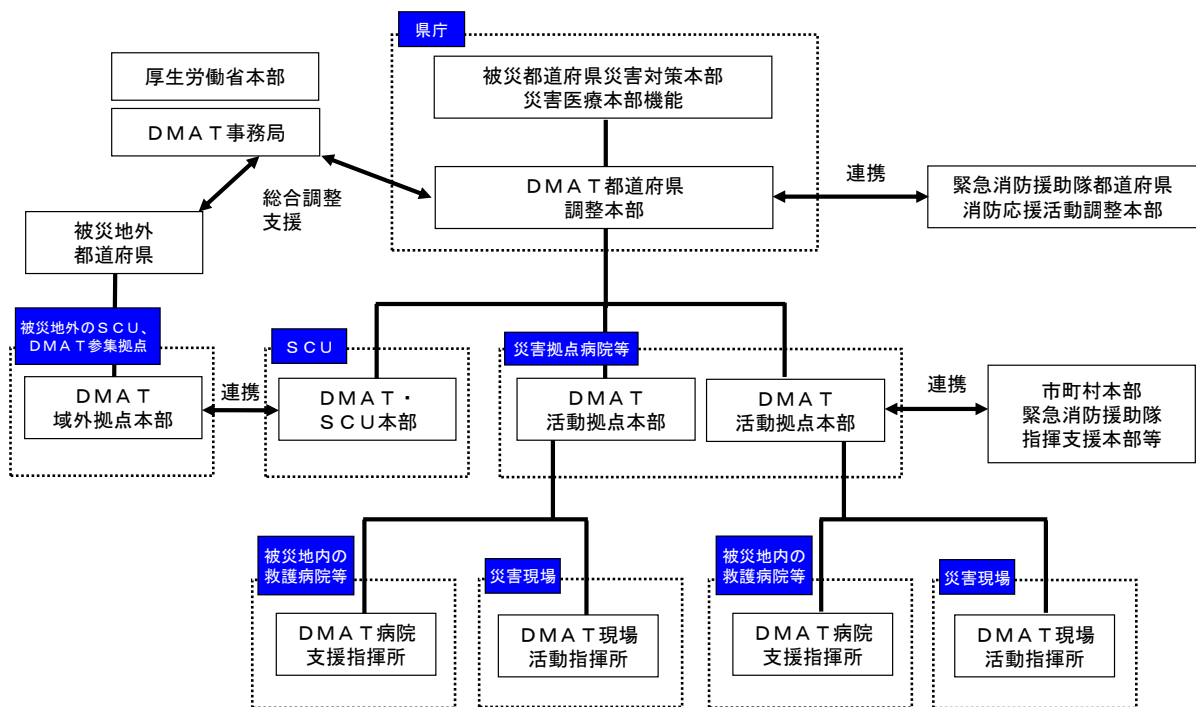 県庁
厚生労働省本部
被災都道府県災害対策本部
災害医療本部機能
ＤＭＡＴ事務局
ＤＭＡＴ都道府県
調整本部
連携
緊急消防援助隊都道府県
消防応援活動調整本部
総合調整
支援
被災地外
都道府県
被災地外のＳＣＵ、
ＤＭＡＴ参集拠点
ＳＣＵ
災害拠点病院等
ＤＭＡＴ
域外拠点本部
連携
ＤＭＡＴ・
ＳＣＵ本部
ＤＭＡＴ
活動拠点本部
ＤＭＡＴ
活動拠点本部
連携
市町村本部
緊急消防援助隊
指揮支援本部等
被災地内の
救護病院等
災害現場
被災地内の
救護病院等
災害現場
ＤＭＡＴ病院
支援指揮所
ＤＭＡＴ現場
活動指揮所
ＤＭＡＴ病院
支援指揮所
ＤＭＡＴ現場
活動指揮所